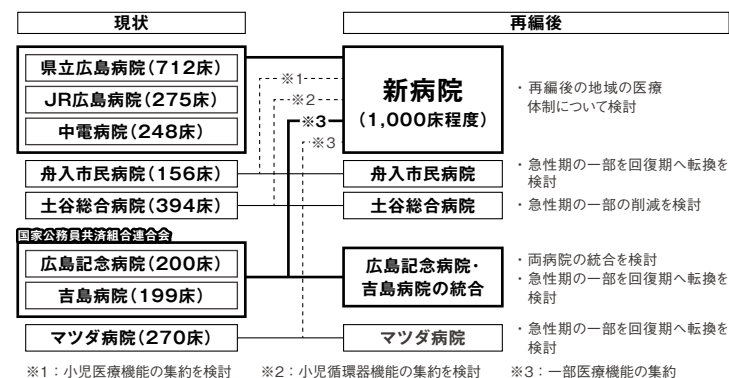 現状
再編後
県立広島病院(712床)
JR広島病院(275床)
中電病院(248床)
※1
※2
※3
※3
新病院
(1,000床程度)
・再編後の地域の医療
体制について検討
舟入市民病院(156床)
舟入市民病院
・急性期の一部を回復期へ転換を
検討
土谷総合病院(394床)
土谷総合病院
・急性期の一部の削減を検討
国家公務員共済組合連合会
広島記念病院(200床)
吉島病院(199床)
広島記念病院・
吉島病院の統合
・両病院の統合を検討
・急性期の一部を回復期へ転換を
検討
マツダ病院(270床)
マツダ病院
・急性期の一部を回復期へ転換を
検討
※1：小児医療機能の集約を検討 ※2：小児循環器機能の集約を検討 ※3：一部医療機能の集約